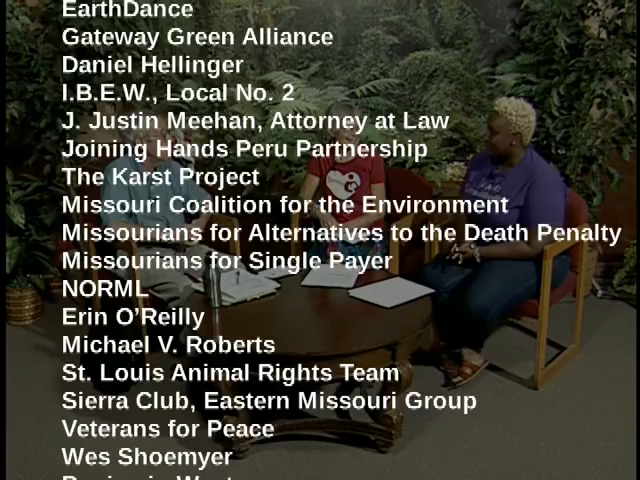 EarthDance
Gateway Green Alliance
Daniel Hellinger
I.B.E.W., Local No. 2
J. Justin Meehan, Attorney at Law
Joining Hands Peru Partnership
The Karst Project
Missouri Coalition for the Environment
Missourians for Alternatives to the Death Penalty
Missourians for Single Payer
NORML
Erin O'Reilly
Michael V. Roberts
St. Louis Animal Rights Team
Sierra Club, Eastern Missouri Group
Veterans for Peace
Wes Shoemyer